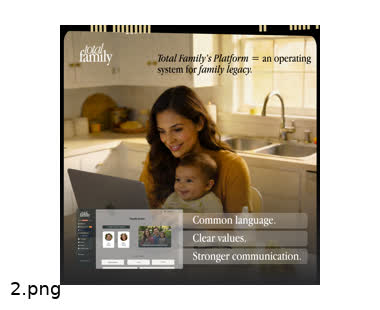 total
family
Total Family's Platform = an operating
system for family legacy.
Common language.
Clear values.
Stronger communication.
2.png